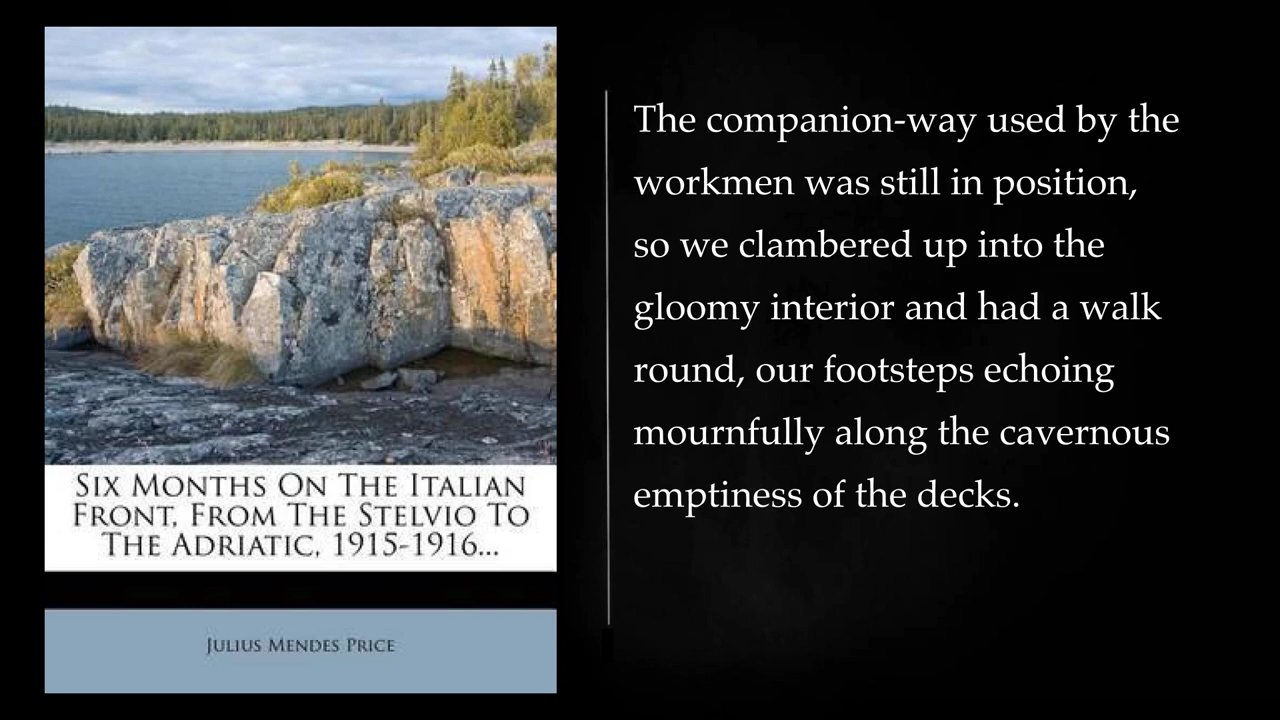 SIX MONTHS ON THE ITALIAN
FRONT, FROM THE STELVIO TO
THE ADRIATIC, 1915-1916...
JULIUS MENDES PRICE
The companion-way used by the
workmen was still in position,
so we clambered up into the
gloomy interior and had a walk
round, our footsteps echoing
mournfully along the cavernous
emptiness of the decks.